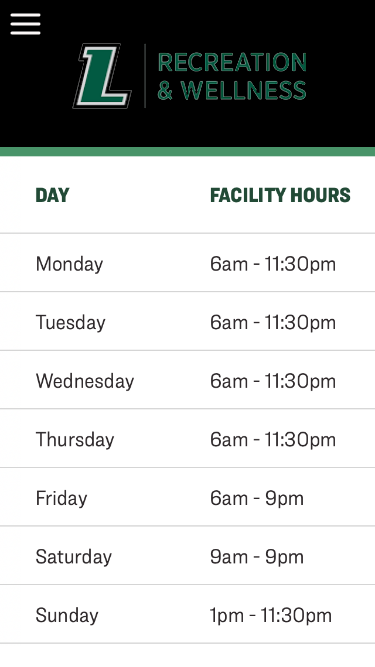 L
RECREATION
& WELLNESS
DAY FACILITY HOURS
Monday 6am - 11:30pm
Tuesday 6am - 11:30pm
Wednesday 6am - 11:30pm
Thursday 6am - 11:30pm
Friday 6am - 9pm
Saturday 9am - 9pm
Sunday 1pm - 11:30pm